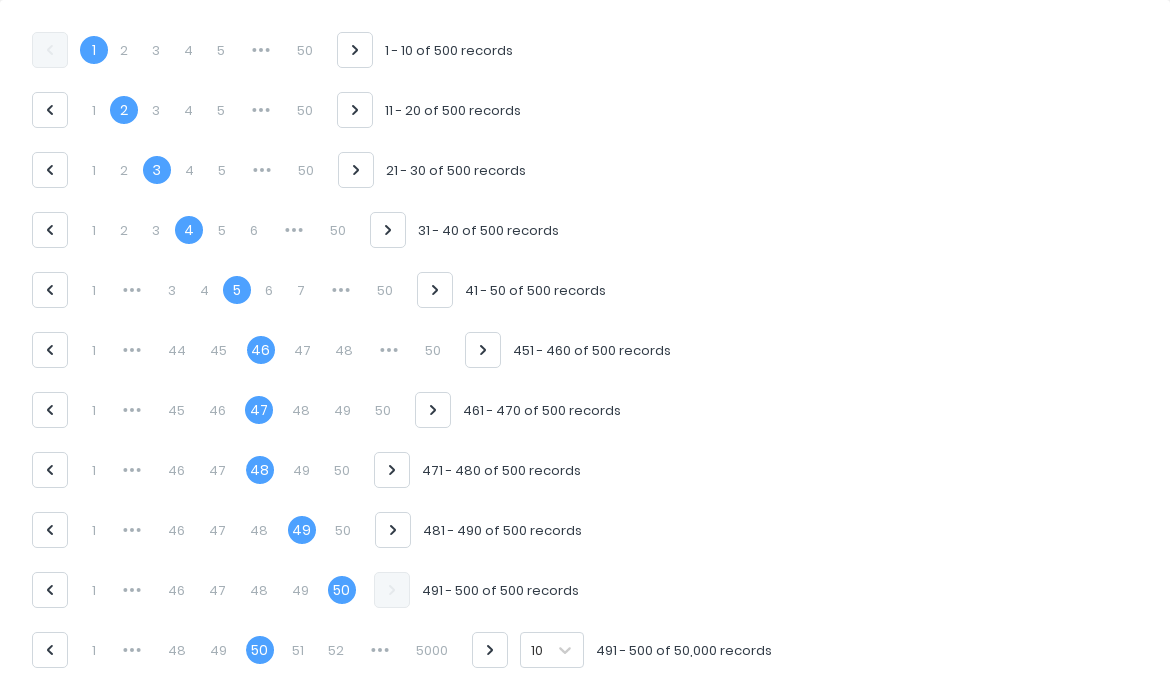 1 2 3 4 5 ••• 50 1 - 10 of 500 records
1 2 3 4 5 ••• 50 11 - 20 of 500 records
1 2 3 4 5 ••• 50 21 - 30 of 500 records
1 2 3 4 5 6 ••• 50 31 - 40 of 500 records
1 ••• 3 4 5 6 7 ••• 50 41 - 50 of 500 records
1 ••• 44 45 46 47 48 ••• 50 451 - 460 of 500 records
1 ••• 45 46 47 48 49 50 461 - 470 of 500 records
1 ••• 46 47 48 49 50 471 - 480 of 500 records
1 ••• 46 47 48 49 50 481 - 490 of 500 records
1 ••• 46 47 48 49 50 491 - 500 of 500 records
1 ••• 48 49 50 51 52 ••• 5000 10 491 - 500 of 50,000 records